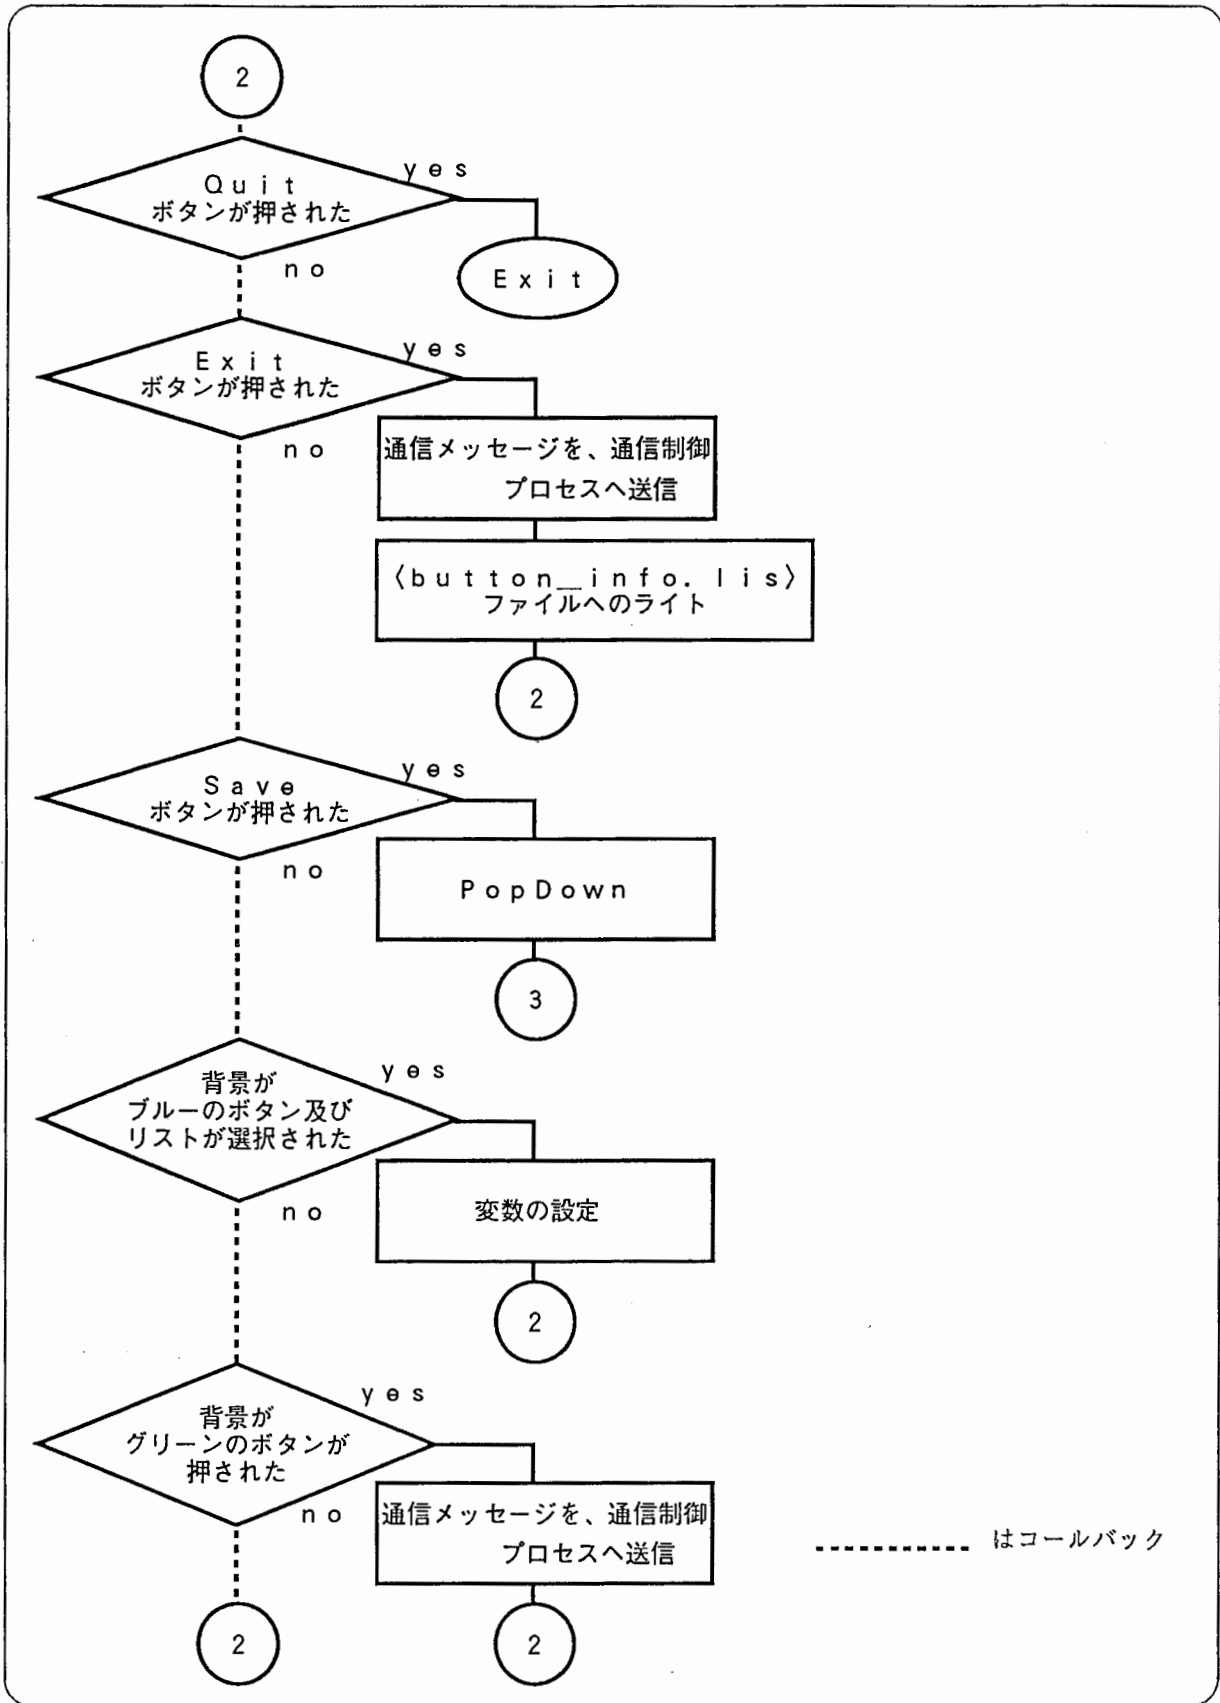 2
Quit
ボタンが押された
yes
no
Exit
Exit
ボタンが押された
yes
no
通信メッセージを、通信制御
プロセスへ送信
〈button_info.lis〉
ファイルへのライト
2
Save
ボタンが押された
yes
no
PopDown
3
背景が
ブルーのボタン及び
リストが選択された
yes
no
変数の設定
2
背景が
グリーンのボタンが
押された
yes
no
通信メッセージを、通信制御
プロセスへ送信
はコールバック
2
2